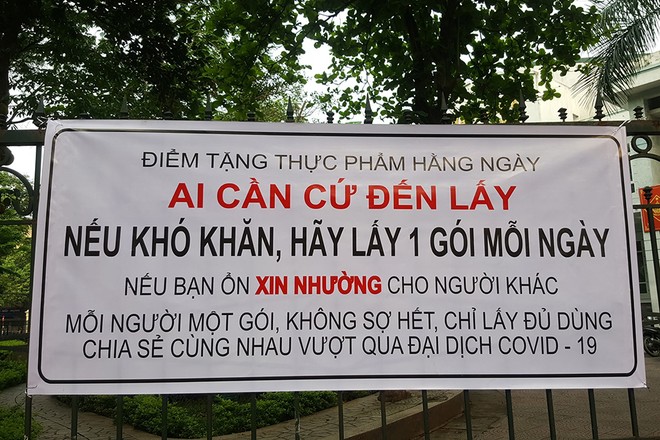 ĐIỂM TẶNG THỰC PHẨM HẰNG NGÀY
AI CẦN CỨ ĐẾN LẤY
NẾU KHÓ KHĂN, HÃY LẤY 1 GÓI MỖI NGÀY
NẾU BẠN ỔN XIN NHƯỜNG CHO NGƯỜI KHÁC
MỖI NGƯỜI MỘT GÓI, KHÔNG SỢ HẾT, CHỈ LẤY ĐỦ DÙNG
CHIA SẺ CÙNG NHAU VƯỢT QUA ĐẠI DỊCH COVID - 19